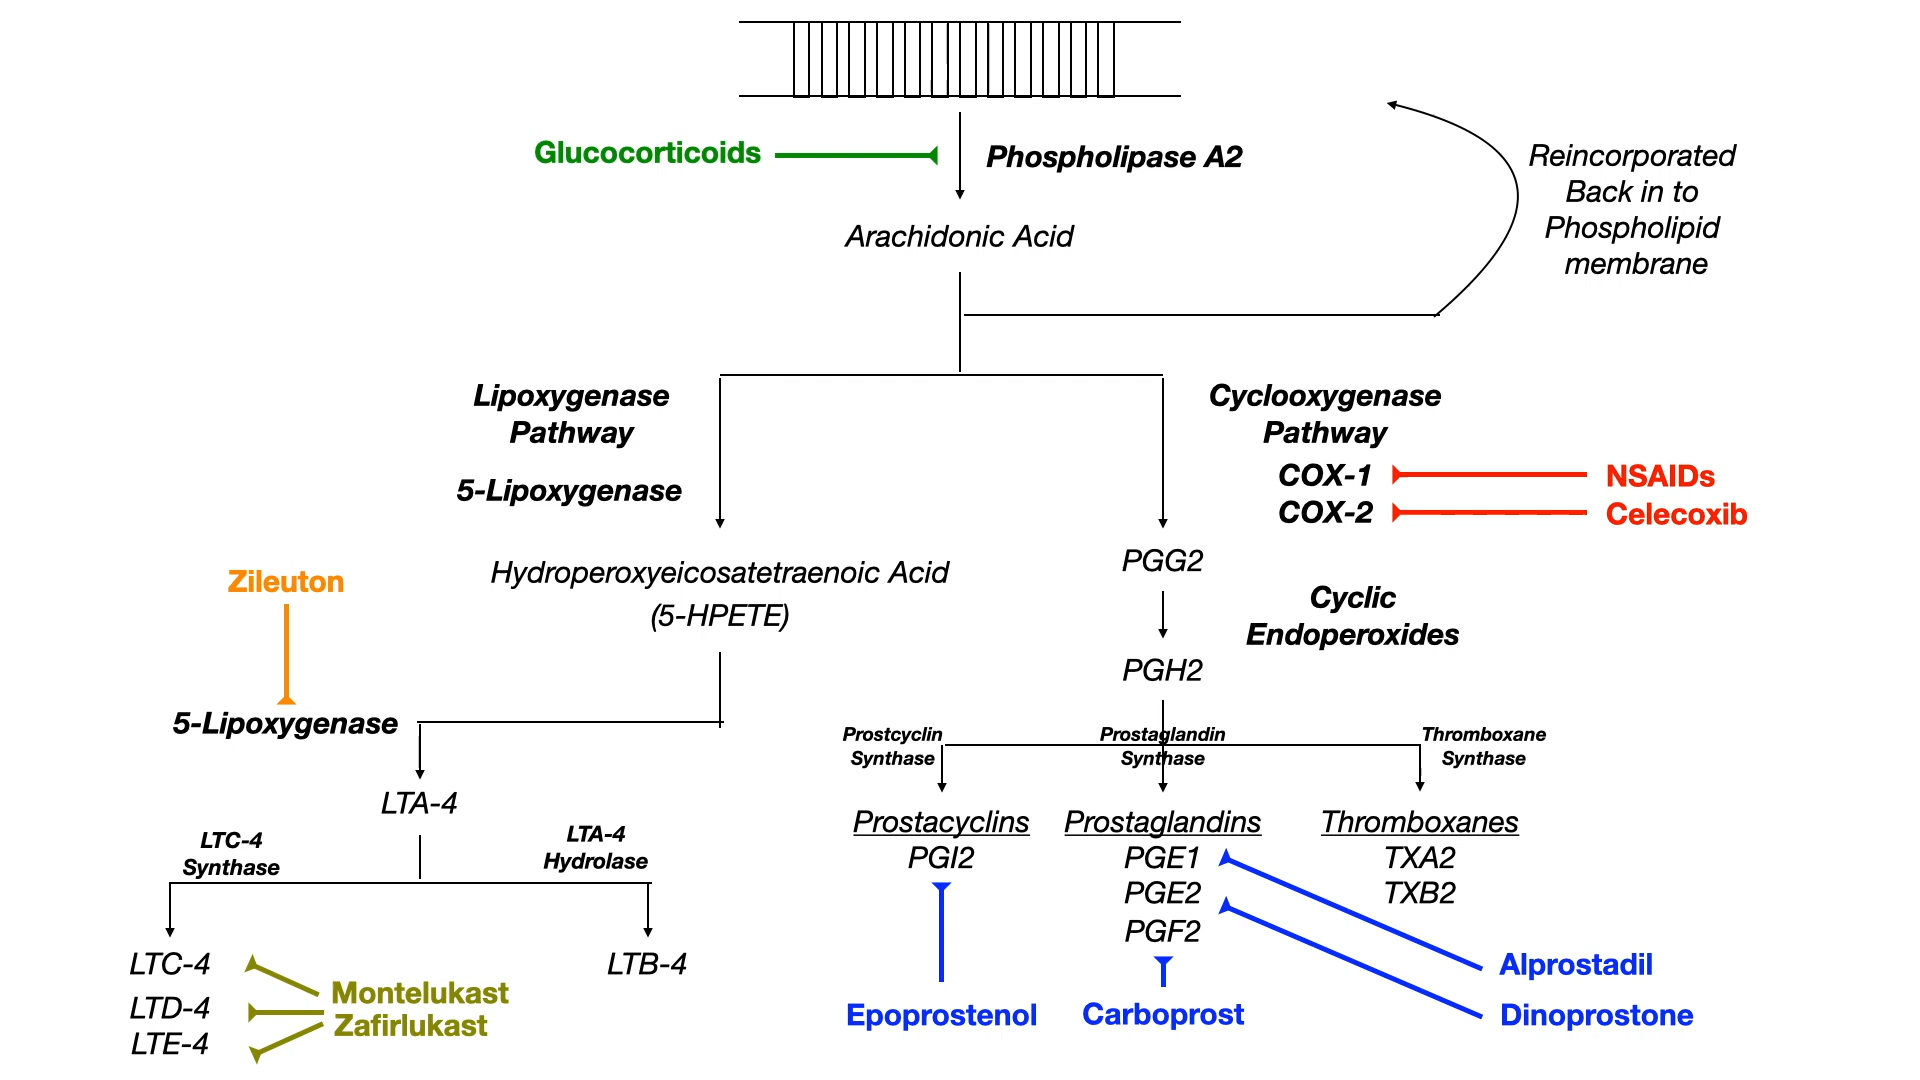 Glucocorticoids
Phospholipase A2
Reincorporated
Back in to
Phospholipid
membrane
Arachidonic Acid
Lipoxygenase
Pathway
5-Lipoxygenase
Cyclooxygenase
Pathway
COX-1
COX-2
NSAIDs
Celecoxib
Zileuton
Hydroperoxyeicosatetraenoic Acid
(5-HPETE)
PGG2
Cyclic
Endoperoxides
PGH2
5-Lipoxygenase
Prostcyclin
Synthase
Prostaglandin
Synthase
Thromboxane
Synthase
LTA-4
LTC-4
Synthase
LTA-4
Hydrolase
Prostacyclins
PGI2
Prostaglandins
PGE1
PGE2
PGF2
Thromboxanes
TXA2
TXB2
LTC-4
LTD-4
LTE-4
Montelukast
Zafirlukast
LTB-4
Epoprostenol
Carboprost
Alprostadil
Dinoprostone